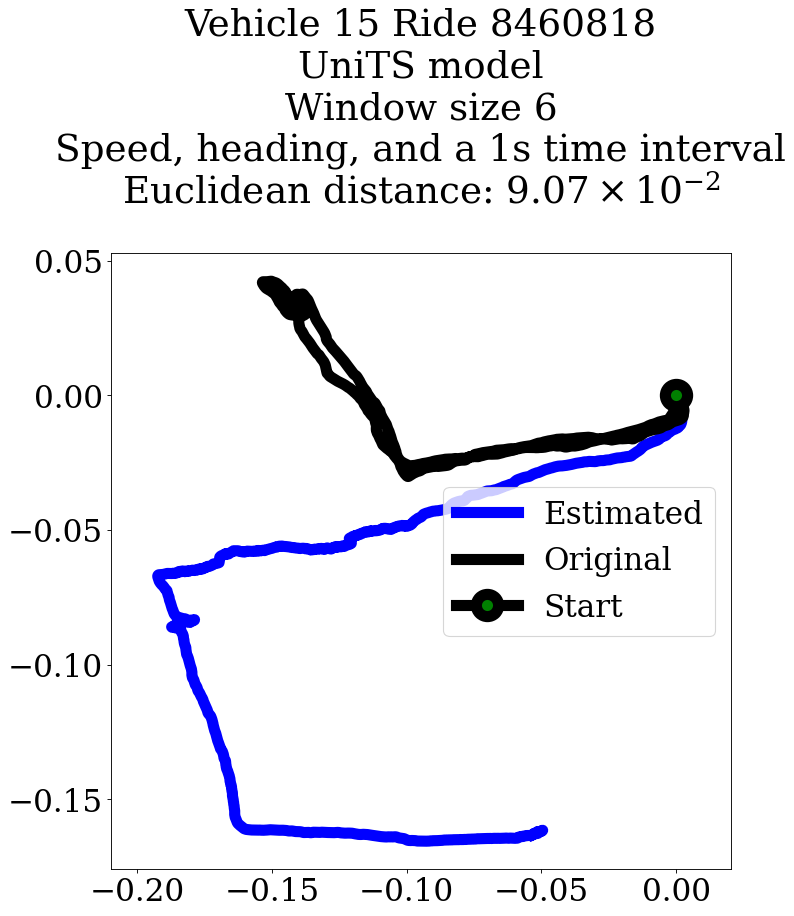 Vehicle 15 Ride 8460818
UniTS model
Window size 6
Speed, heading, and a 1s time interval
Euclidean distance: 9.07 × 10⁻²
0.05
0.00
−0.05
−0.10
−0.15
Estimated
Original
Start
−0.20 −0.15 −0.10 −0.05 0.00